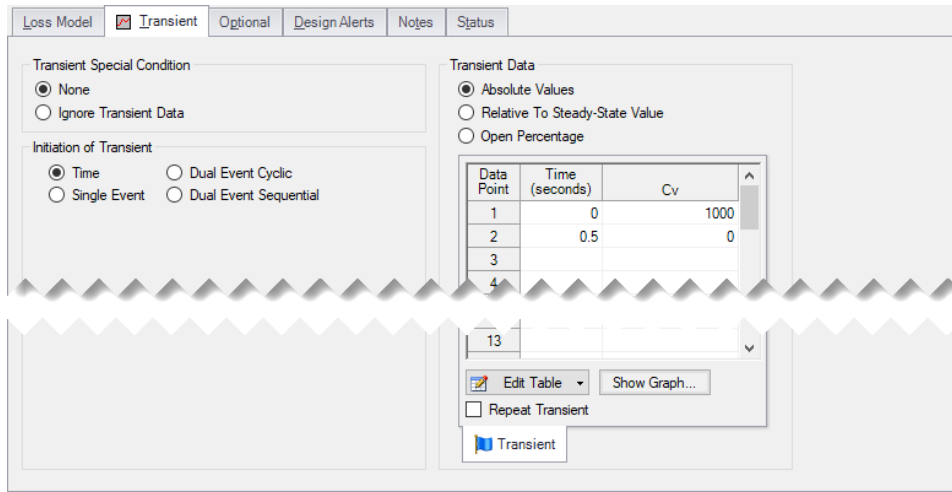 Loss Model Transient Optional Design Alerts Notes Status
Transient Special Condition
None
Ignore Transient Data
Initiation of Transient
Time Dual Event Cyclic
Single Event Dual Event Sequential
Transient Data
Absolute Values
Relative To Steady-State Value
Open Percentage
Data Point Time (seconds) Cv
1 0 1000
2 0.5 0
3
4
13
Edit Table Show Graph...
Repeat Transient
Transient